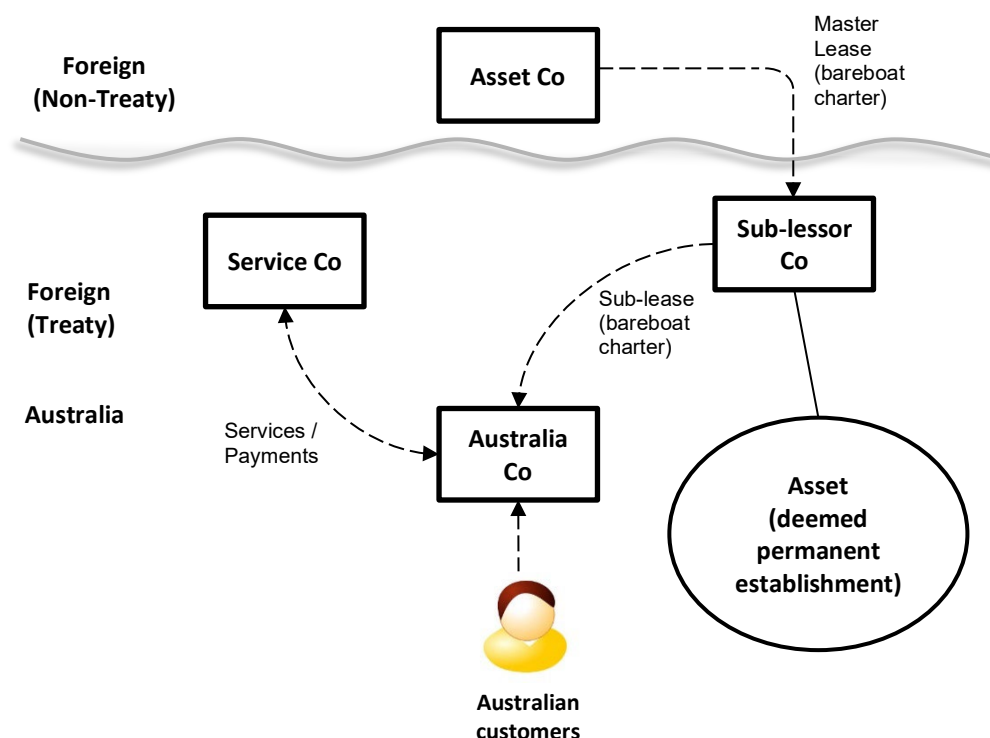 Foreign
(Non-Treaty)
Asset Co
Master
Lease
(bareboat
charter)
Service Co
Sub-lessor
Co
Foreign
(Treaty)
Sub-lease
(bareboat
charter)
Australia
Services /
Payments
Australia
Co
Asset
(deemed
permanent
establishment)
Australian
customers